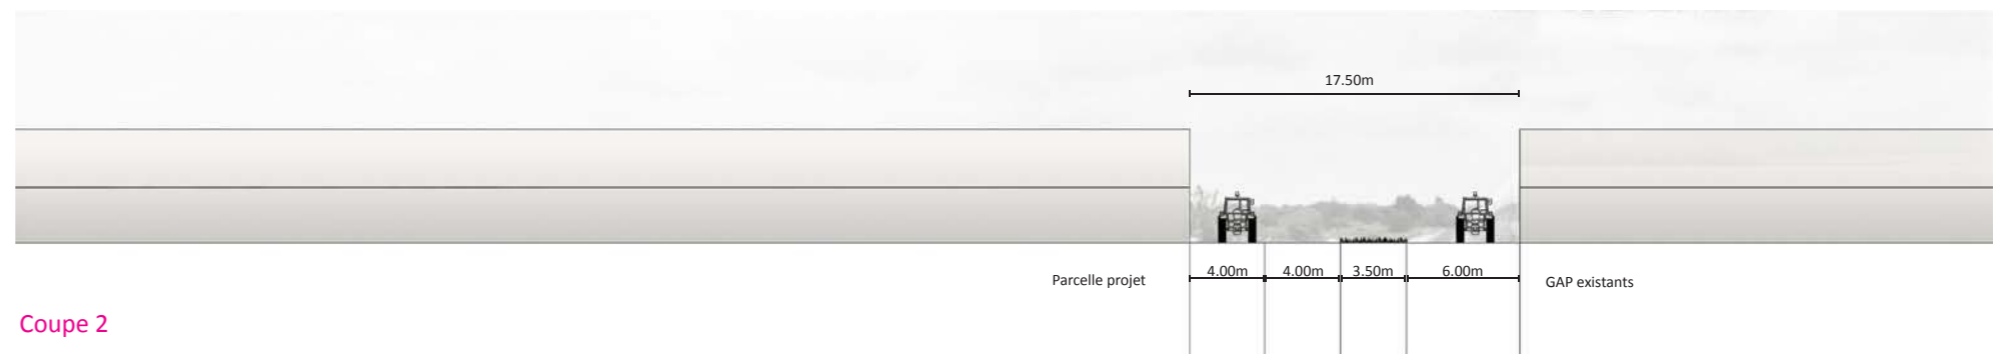 17.50m
4.00m 4.00m 3.50m 6.00m
Parcelle projet
GAP existants
Coupe 2